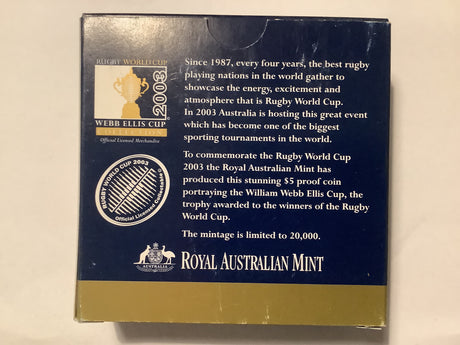 RUGBY WORLD CUP
2003
WEBB ELLIS CUP
COLLECTION
Official Licensed Merchandise
RUGBY WORLD CUP 2003
Official Licensed
Since 1987, every four years, the best rugby
playing nations in the world gather to
showcase the energy, excitement and
atmosphere that is Rugby World Cup.
In 2003 Australia is hosting this great event
which has become one of the biggest
sporting tournaments in the world.
To commemorate the Rugby World Cup
2003 the Royal Australian Mint has
produced this stunning $5 proof coin
portraying the William Webb Ellis Cup, the
trophy awarded to the winners of the Rugby
World Cup.
The mintage is limited to 20,000.
AUSTRALIA
ROYAL AUSTRALIAN MINT